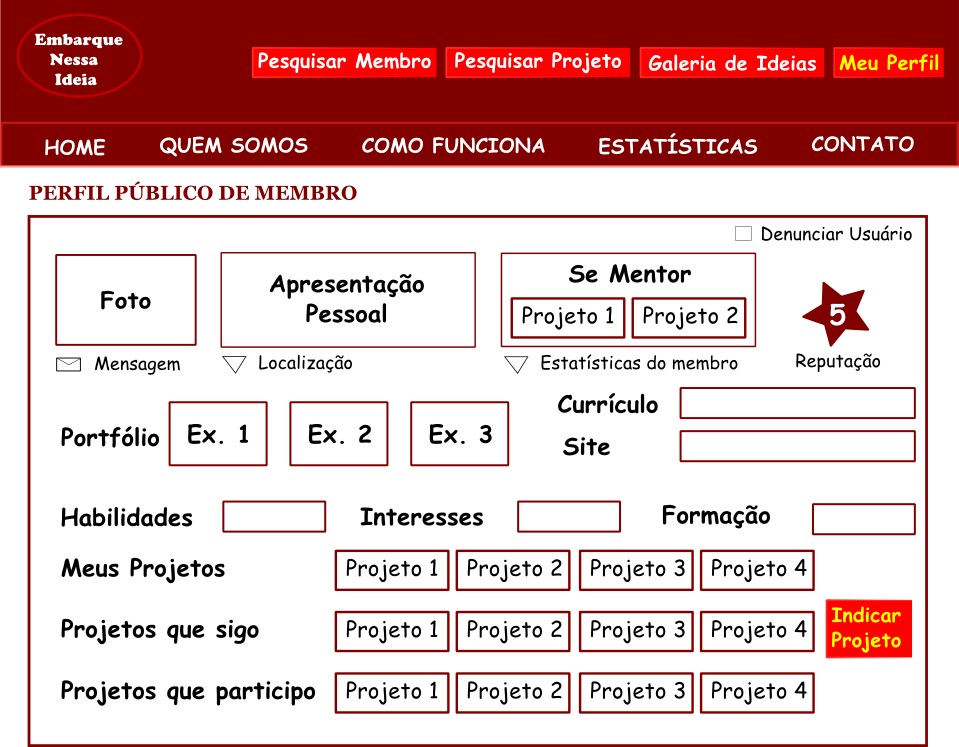 Embarque
Nessa
Ideia
Pesquisar Membro
Pesquisar Projeto
Galeria de Ideias
Meu Perfil
HOME
QUEM SOMOS
COMO FUNCIONA
ESTATÍSTICAS
CONTATO
PERFIL PÚBLICO DE MEMBRO
Denunciar Usuário
Foto
Apresentação
Pessoal
Se Mentor
Projeto 1
Projeto 2
5
Mensagem
Localização
Estatísticas do membro
Reputação
Portfólio
Ex. 1
Ex. 2
Ex. 3
Currículo
Site
Habilidades
Interesses
Formação
Meus Projetos
Projeto 1
Projeto 2
Projeto 3
Projeto 4
Projetos que sigo
Projeto 1
Projeto 2
Projeto 3
Projeto 4
Indicar
Projeto
Projetos que participo
Projeto 1
Projeto 2
Projeto 3
Projeto 4